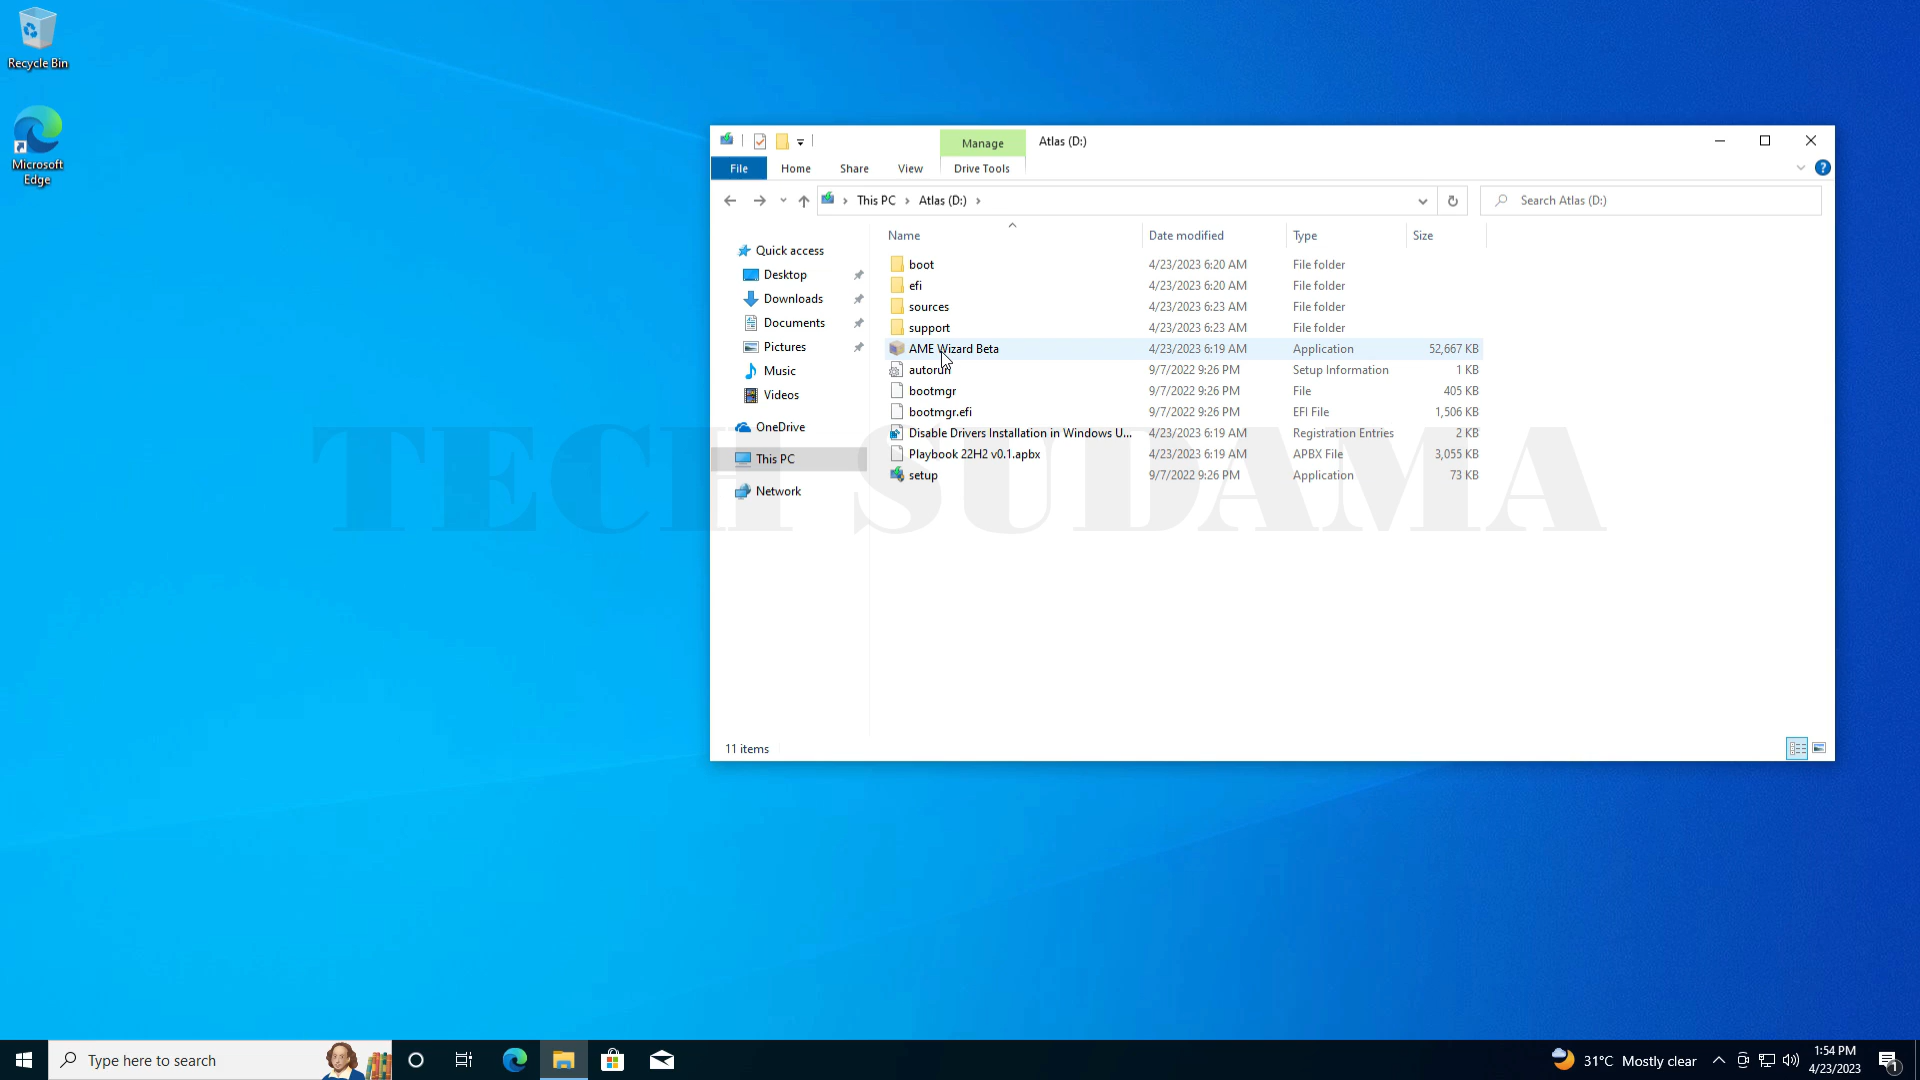 Recycle Bin
Microsoft
Edge
Manage
Atlas (D:)
File
Home
Share
View
Drive Tools
This PC
Atlas (D:)
Search Atlas (D:)
Name
Date modified
Type
Size
Quick access
Desktop
Downloads
Documents
Pictures
Music
Videos
OneDrive
This PC
Network
boot 4/23/2023 6:20 AM File folder
efi 4/23/2023 6:20 AM File folder
sources 4/23/2023 6:23 AM File folder
support 4/23/2023 6:23 AM File folder
AME Wizard Beta 4/23/2023 6:19 AM Application 52,667 KB
autorun 9/7/2022 9:26 PM Setup Information 1 KB
bootmgr 9/7/2022 9:26 PM File 405 KB
bootmgr.efi 9/7/2022 9:26 PM EFI File 1,506 KB
Disable Drivers Installation in Windows U... 4/23/2023 6:19 AM Registration Entries 2 KB
Playbook 22H2 v0.1.apbx 4/23/2023 6:19 AM APBX File 3,055 KB
setup 9/7/2022 9:26 PM Application 73 KB
TECH SUDAMA
11 items
Type here to search
31°C Mostly clear
1:54 PM
4/23/2023
1